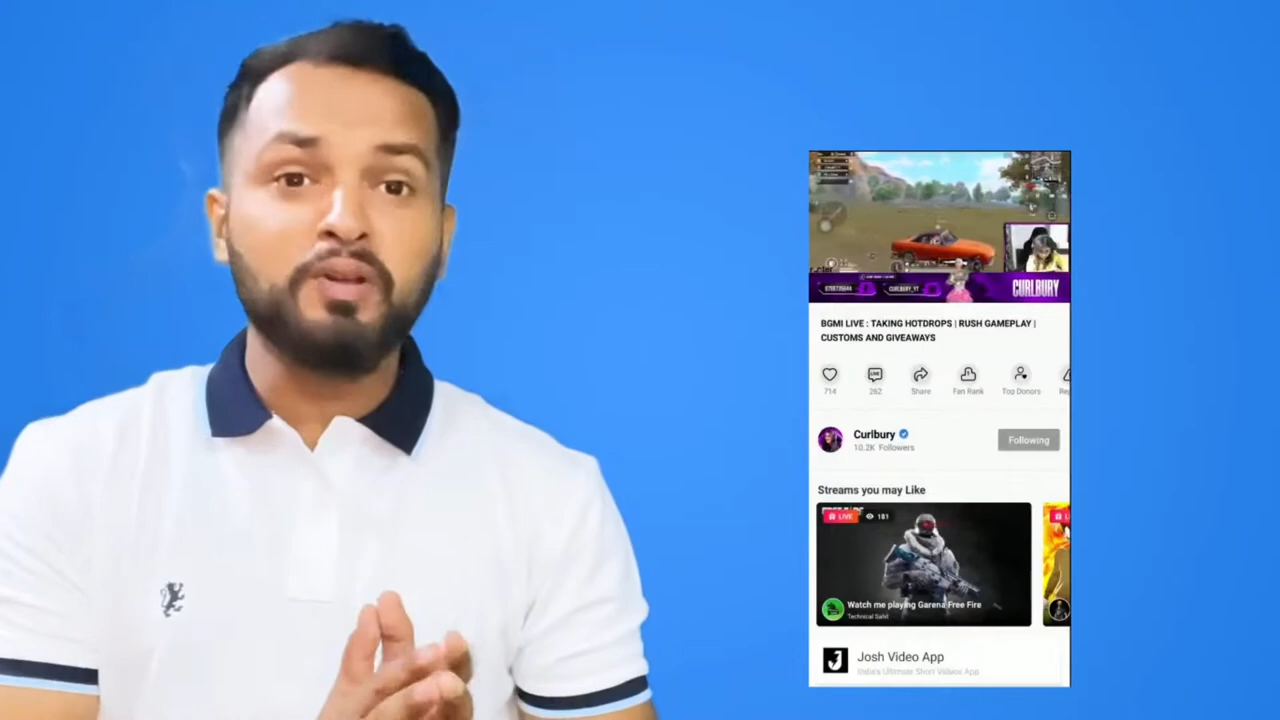 CURLBURY_YT
CURLBURY
BGMI LIVE : TAKING HOTDROPS | RUSH GAMEPLAY |
CUSTOMS AND GIVEAWAYS
714
262
Share
Fan Rank
Top Donors
Curlbury
10.2K Followers
Following
Streams you may Like
LIVE
181
Watch me playing Garena Free Fire
Technical Salvi
Josh Video App
India's Ultimate Short Videos App